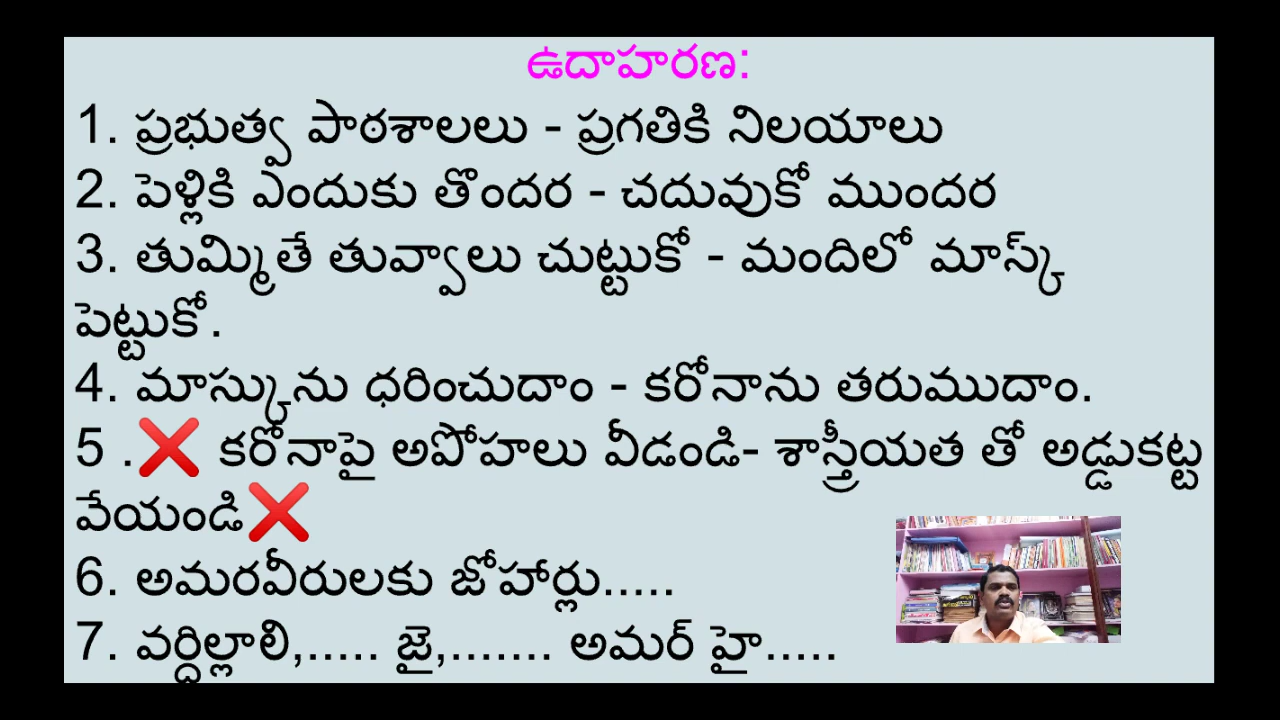 ఉదాహరణ:
1. ప్రభుత్వ పాఠశాలలు - ప్రగతికి నిలయాలు
2. పెళ్లికి ఎందుకు తొందర - చదువుకో ముందర
3. తుమ్మితే తువ్వాలు చుట్టుకో - మందిలో మాస్క్
పెట్టుకో.
4. మాస్కును ధరించుదాం - కరోనాను తరుముదాం.
5 .❌ కరోనాపై అపోహలు వీడండి- శాస్త్రీయత తో అడ్డుకట్ట
వేయండి❌
6. అమరవీరులకు జోహార్లు.....
7. వర్ధిల్లాలి,..... జై,....... అమర్ హై.....